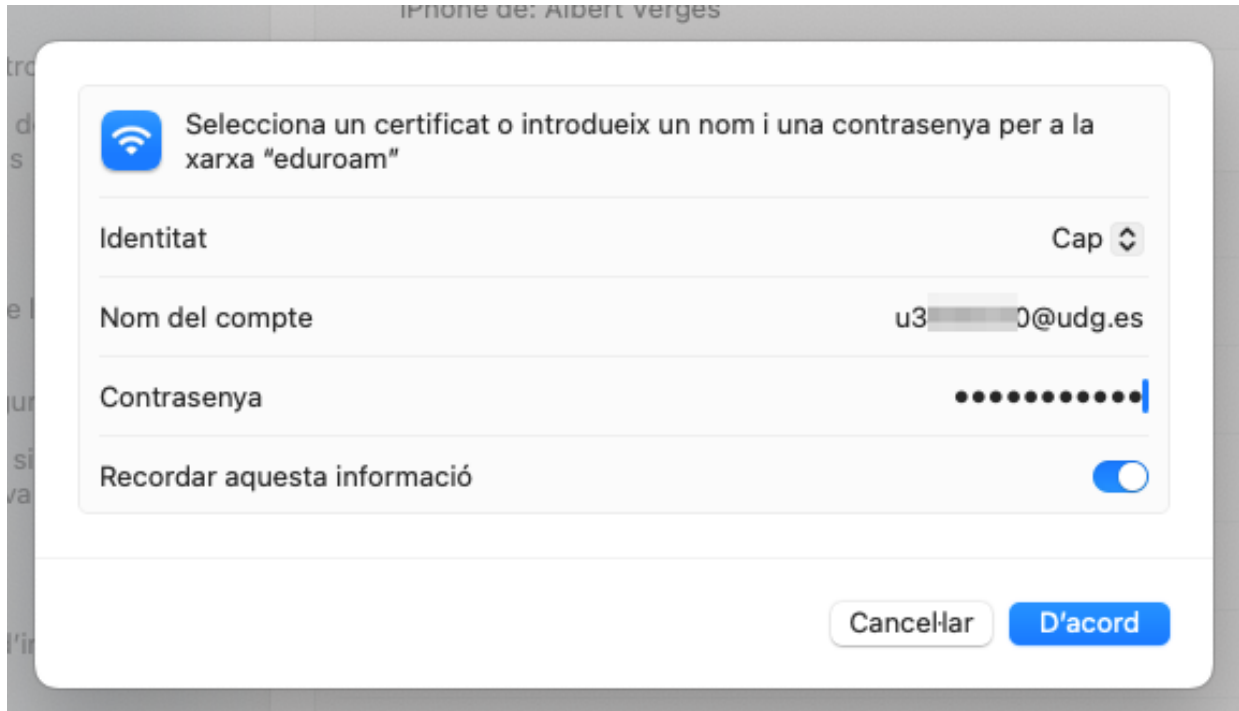 iPhone de: Albert Verges
Selecciona un certificat o introdueix un nom i una contrasenya per a la
xarxa “eduroam”
Identitat
Cap
Nom del compte
u3 0@udg.es
Contrasenya
•••••••••••
Recordar aquesta informació
Cancel·lar
D’acord